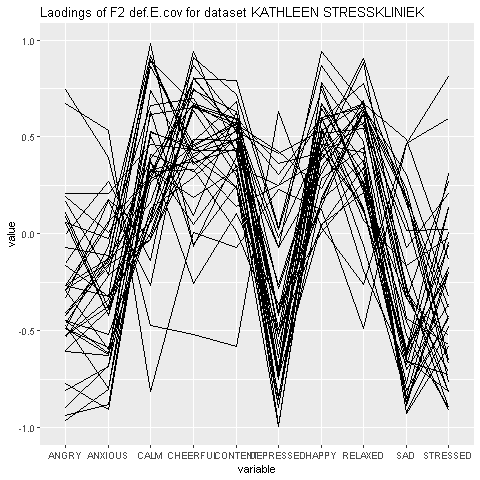 Laodings of F2 def.E.cov for dataset KATHLEEN STRESSKLINIEK
1.0
0.5
0.0
-0.5
-1.0
value
ANGRY ANXIOUS CALM CHEERFUL CONTENT DEPRESSED HAPPY RELAXED SAD STRESSED
variable